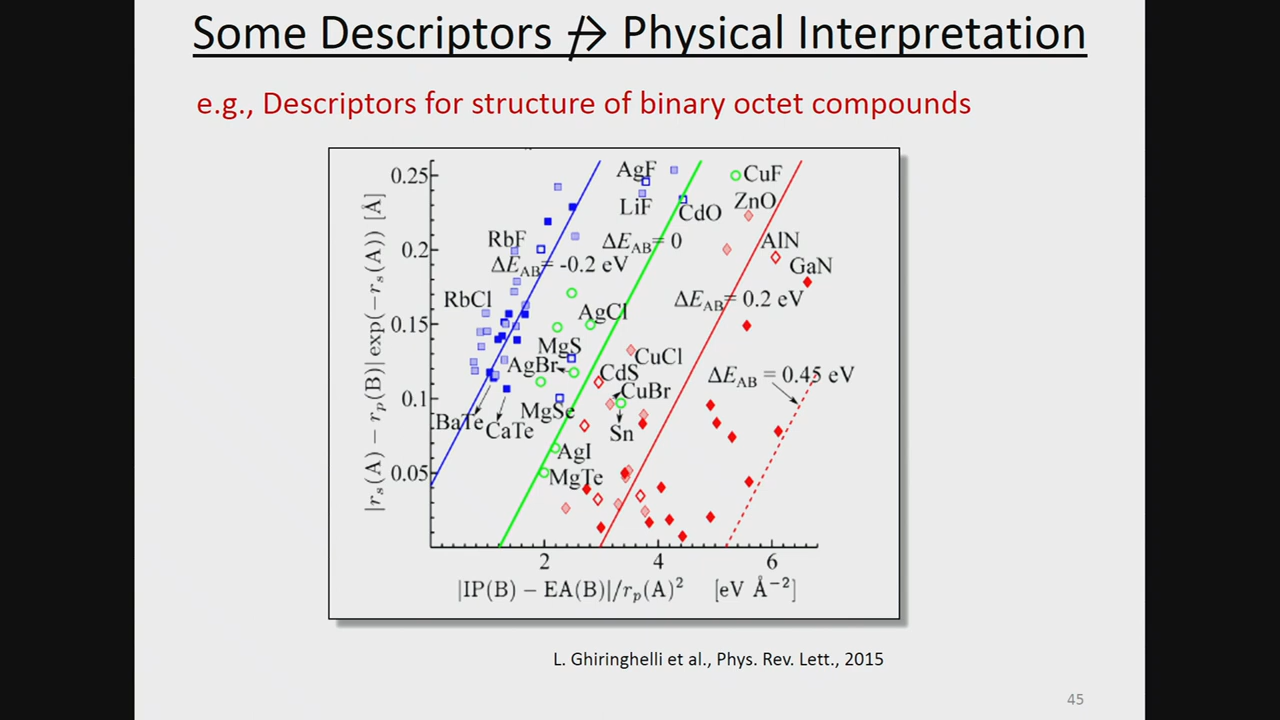 Some Descriptors ↛ Physical Interpretation
e.g., Descriptors for structure of binary octet compounds
|r_s(A) − r_p(B)| exp(−r_s(A)) [Å]
0.25
0.2
0.15
0.1
0.05
AgF
CuF
LiF
CdO
ZnO
RbF
ΔE_AB = 0
AlN
ΔE_AB = -0.2 eV
GaN
RbCl
ΔE_AB = 0.2 eV
AgCl
MgS
CuCl
AgBr
CdS
ΔE_AB = 0.45 eV
CuBr
MgSe
BaTe
CaTe
Sn
AgI
MgTe
2 4 6
|IP(B) − EA(B)|/r_p(A)² [eV Å⁻²]
L. Ghiringhelli et al., Phys. Rev. Lett., 2015
45